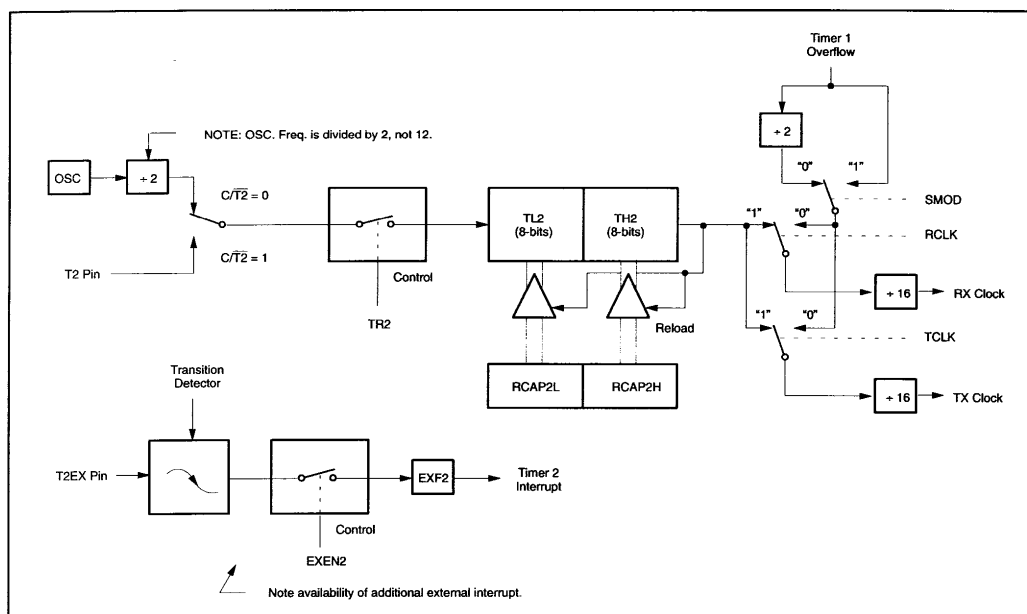 Timer 1
Overflow
÷ 2
NOTE: OSC. Freq. is divided by 2, not 12.
"0" "1"
OSC
÷ 2
C/T2 = 0
TL2
(8-bits)
TH2
(8-bits)
SMOD
"1" "0"
RCLK
T2 Pin
C/T2 = 1
Control
÷ 16
RX Clock
TR2
Reload
"1" "0"
TCLK
Transition
Detector
RCAP2L
RCAP2H
÷ 16
TX Clock
T2EX Pin
EXF2
Timer 2
Interrupt
Control
EXEN2
Note availability of additional external interrupt.